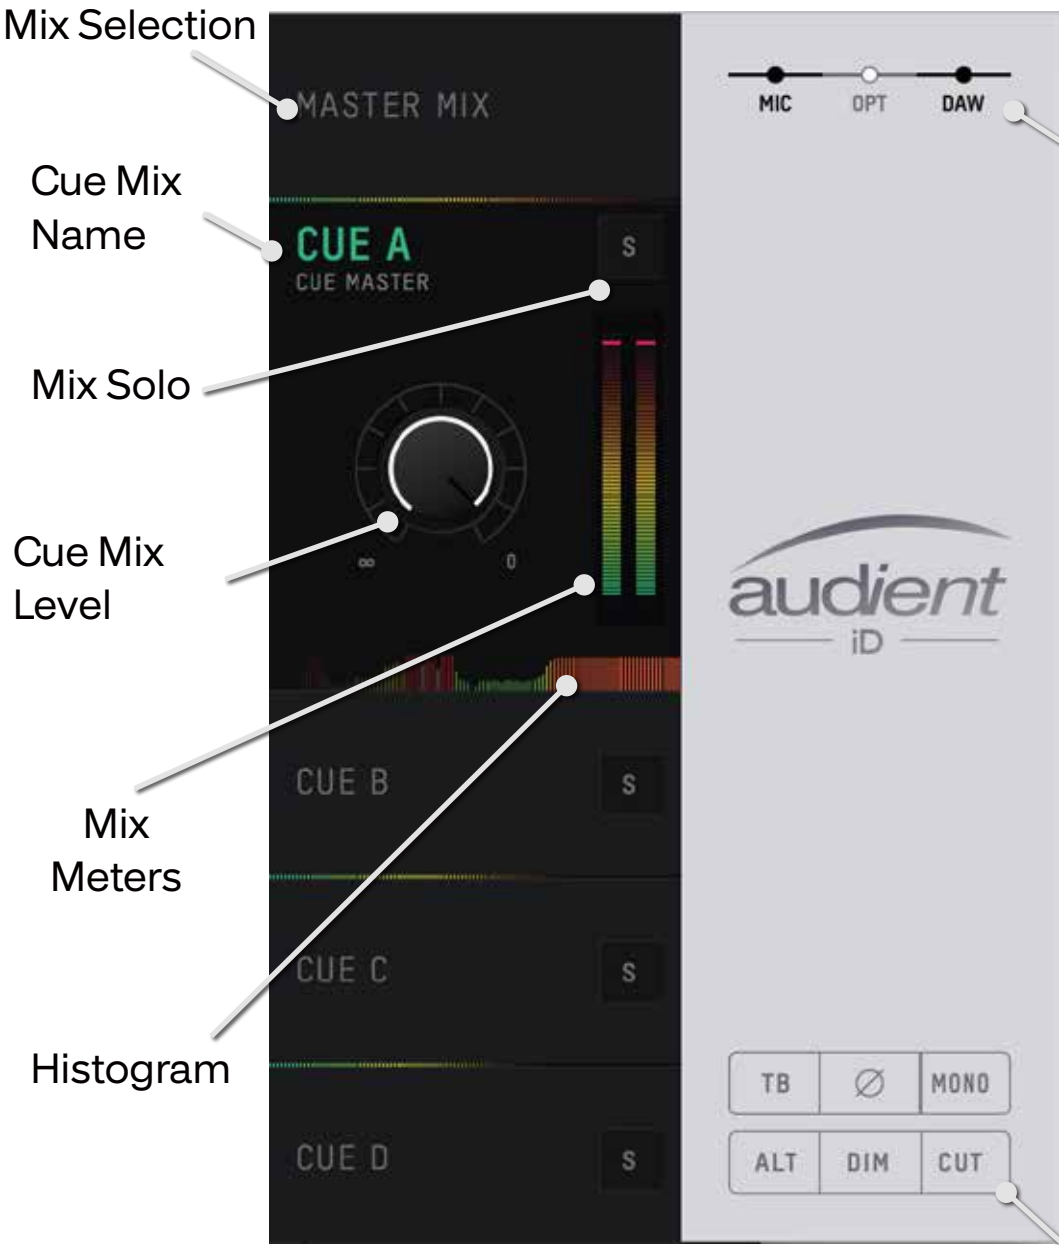 Mix Selection
MASTER MIX
MIC OPT DAW
Cue Mix
Name
CUE A
CUE MASTER
S
Mix Solo
Cue Mix
Level
∞ 0
audient
iD
CUE B S
Mix
Meters
CUE C S
Histogram
TB Ø MONO
CUE D S
ALT DIM CUT